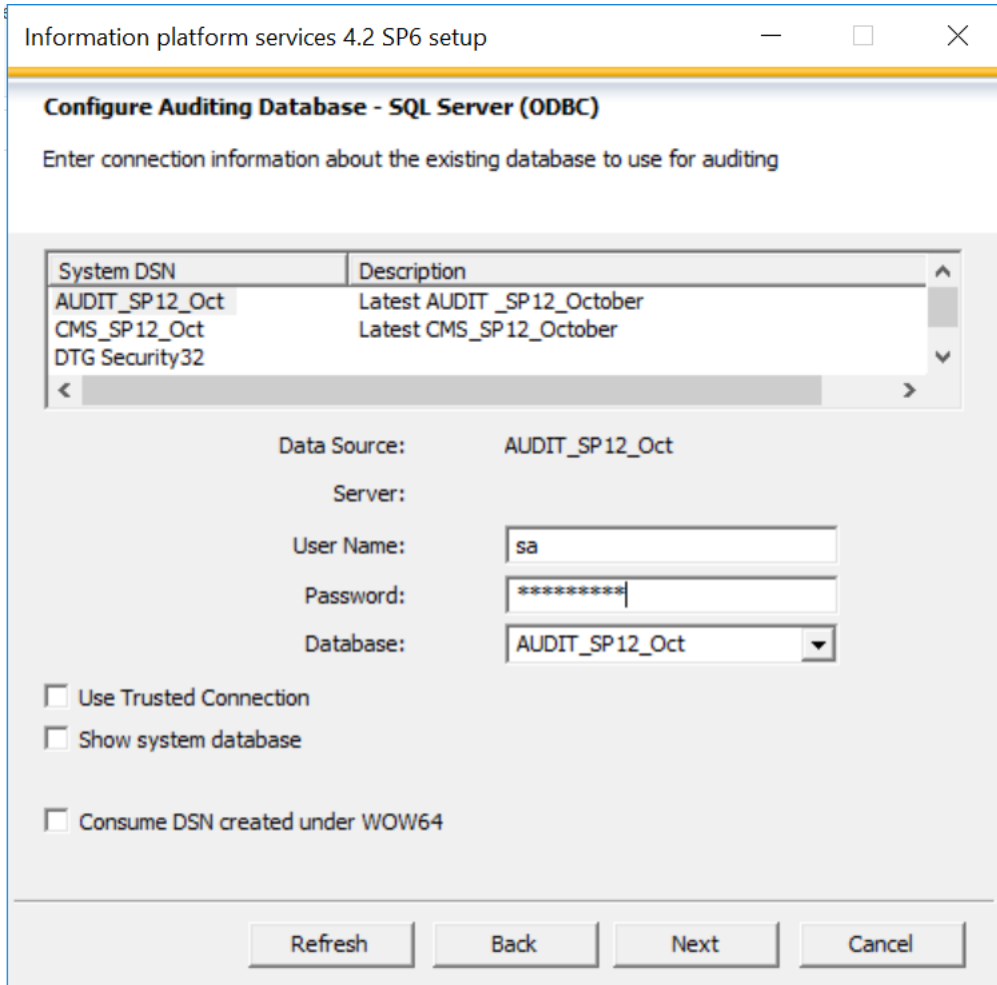 Information platform services 4.2 SP6 setup
Configure Auditing Database - SQL Server (ODBC)
Enter connection information about the existing database to use for auditing
System DSN Description
AUDIT_SP12_Oct Latest AUDIT _SP12_October
CMS_SP12_Oct Latest CMS_SP12_October
DTG Security32
Data Source: AUDIT_SP12_Oct
Server:
User Name: sa
Password: *********
Database: AUDIT_SP12_Oct
Use Trusted Connection
Show system database
Consume DSN created under WOW64
Refresh Back Next Cancel